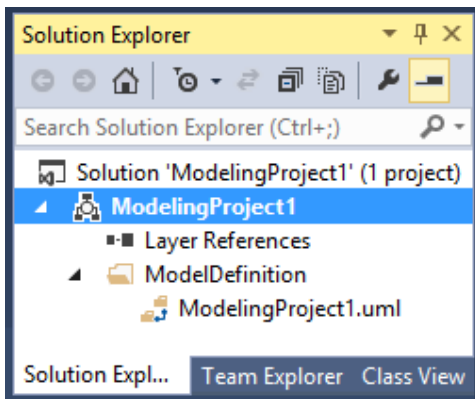 Solution Explorer
Search Solution Explorer (Ctrl+;)
Solution 'ModelingProject1' (1 project)
ModelingProject1
Layer References
ModelDefinition
ModelingProject1.uml
Solution Expl... Team Explorer Class View